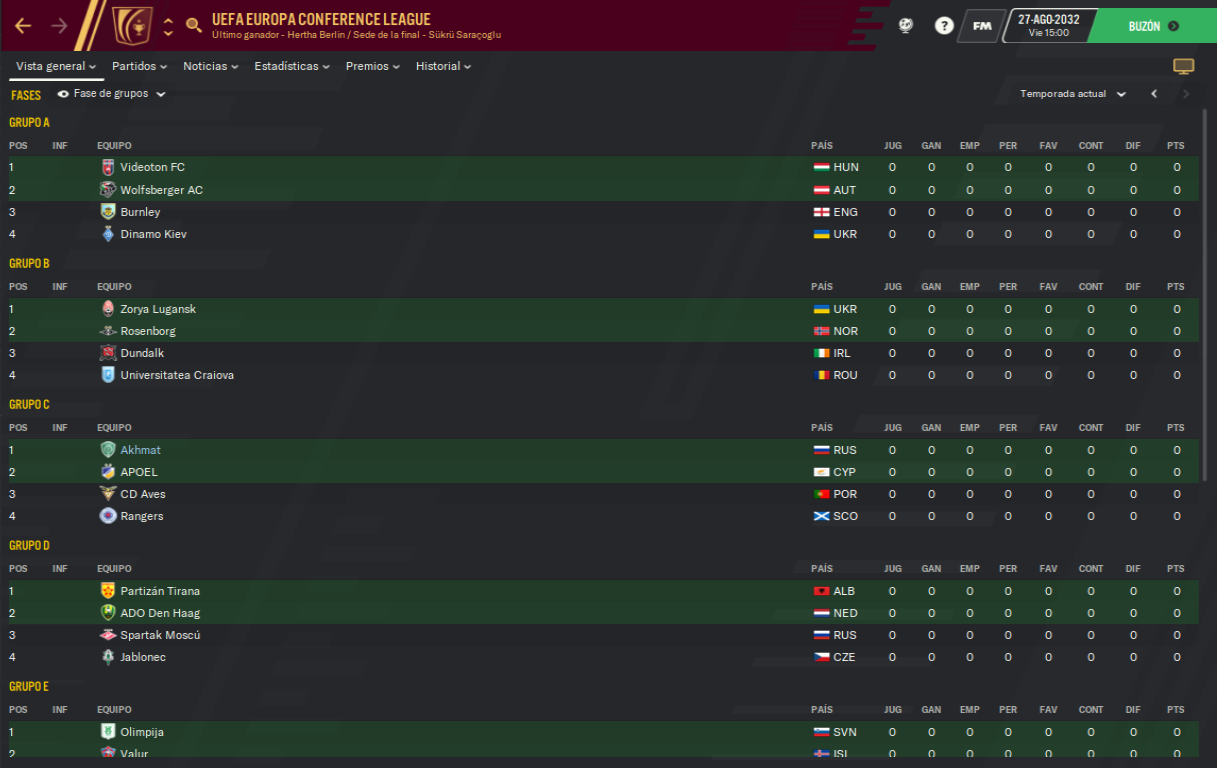 UEFA EUROPA CONFERENCE LEAGUE
Último ganador - Hertha Berlin / Sede de la final - Sükrü Saraçoglu
? FM 27-AGO-2032 BUZÓN
Vie 15:00
Vista general Partidos Noticias Estadísticas Premios Historial
FASES Fase de grupos Temporada actual
GRUPO A
POS INF EQUIPO PAÍS JUG GAN EMP PER FAV CONT DIF PTS
1 Videoton FC HUN 0 0 0 0 0 0 0 0
2 Wolfsberger AC AUT 0 0 0 0 0 0 0 0
3 Burnley ENG 0 0 0 0 0 0 0 0
4 Dinamo Kiev UKR 0 0 0 0 0 0 0 0
GRUPO B
POS INF EQUIPO PAÍS JUG GAN EMP PER FAV CONT DIF PTS
1 Zorya Lugansk UKR 0 0 0 0 0 0 0 0
2 Rosenborg NOR 0 0 0 0 0 0 0 0
3 Dundalk IRL 0 0 0 0 0 0 0 0
4 Universitatea Craiova ROU 0 0 0 0 0 0 0 0
GRUPO C
POS INF EQUIPO PAÍS JUG GAN EMP PER FAV CONT DIF PTS
1 Akhmat RUS 0 0 0 0 0 0 0 0
2 APOEL CYP 0 0 0 0 0 0 0 0
3 CD Aves POR 0 0 0 0 0 0 0 0
4 Rangers SCO 0 0 0 0 0 0 0 0
GRUPO D
POS INF EQUIPO PAÍS JUG GAN EMP PER FAV CONT DIF PTS
1 Partizán Tirana ALB 0 0 0 0 0 0 0 0
2 ADO Den Haag NED 0 0 0 0 0 0 0 0
3 Spartak Moscú RUS 0 0 0 0 0 0 0 0
4 Jablonec CZE 0 0 0 0 0 0 0 0
GRUPO E
POS INF EQUIPO PAÍS JUG GAN EMP PER FAV CONT DIF PTS
1 Olimpija SVN 0 0 0 0 0 0 0 0
2 Valur ISL 0 0 0 0 0 0 0 0